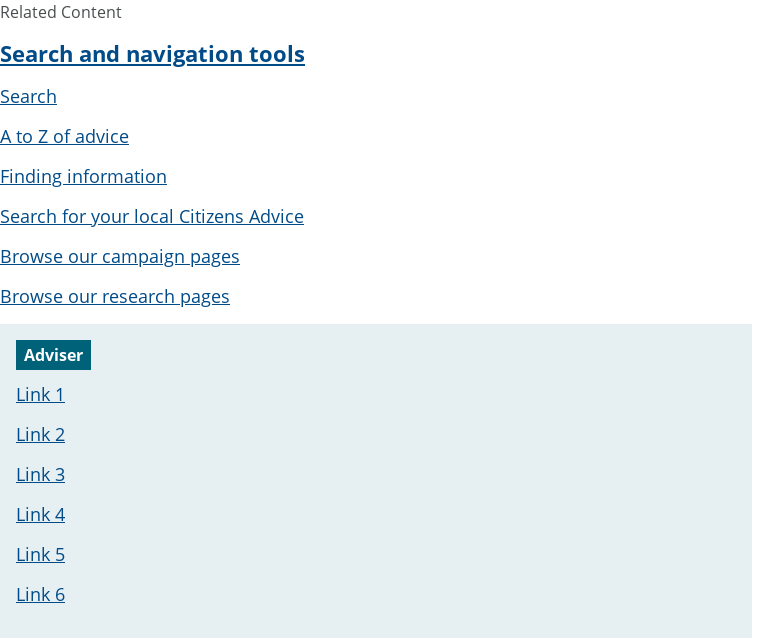 Related Content
Search and navigation tools
Search
A to Z of advice
Finding information
Search for your local Citizens Advice
Browse our campaign pages
Browse our research pages
Adviser
Link 1
Link 2
Link 3
Link 4
Link 5
Link 6